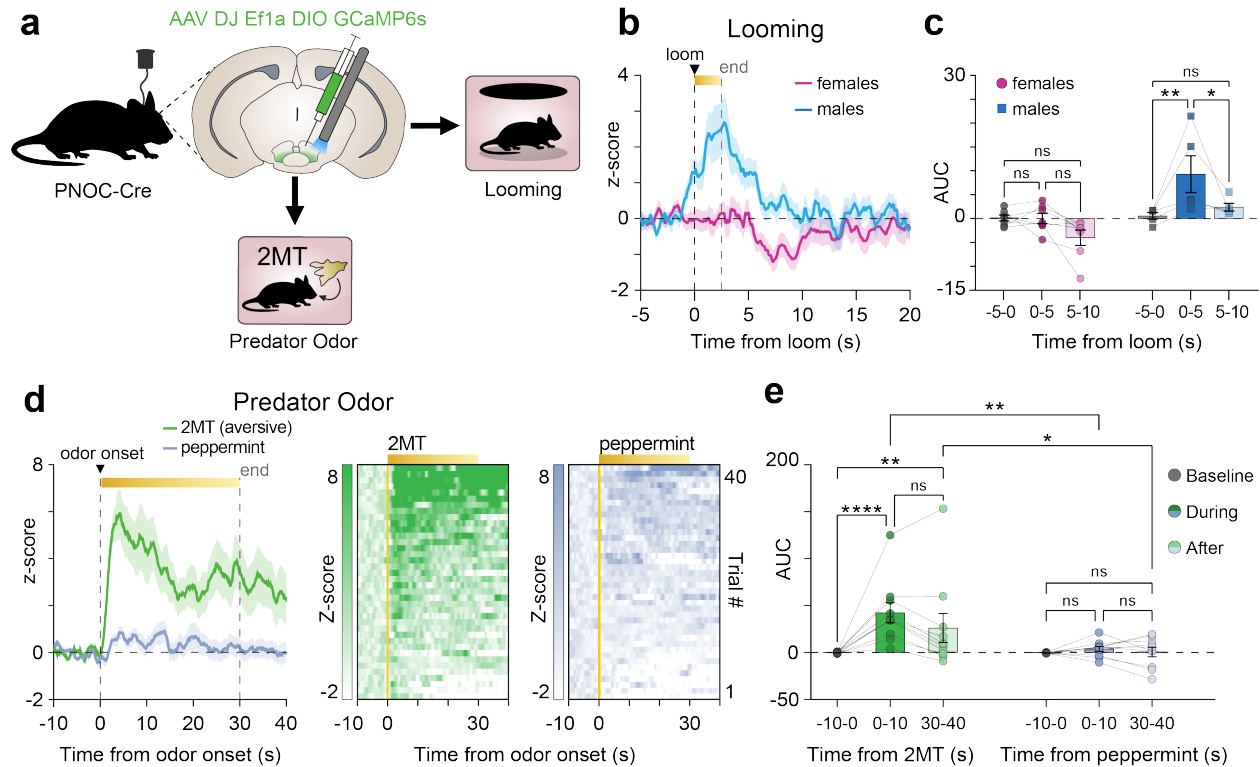 a
AAV DJ Ef1a DIO GCaMP6s
PNOC-Cre
Looming
2MT
Predator Odor
b
Looming
loom
end
females
males
4
0
-2
z-score
-5 0 5 10 15 20
Time from loom (s)
c
30
0
-15
AUC
females
males
ns
ns ns
ns
** *
-5-0 0-5 5-10
-5-0 0-5 5-10
Time from loom (s)
d
Predator Odor
2MT (aversive)
peppermint
odor onset
end
8
0
-2
z-score
-10 0 10 20 30 40
Time from odor onset (s)
2MT
8
-2
Z-score
-10 0 30
peppermint
8
-2
Z-score
-10 0 30
40
1
Trial #
Time from odor onset (s)
e
**
*
200
0
-50
AUC
**
ns
****
ns
ns ns
Baseline
During
After
-10-0 0-10 30-40
-10-0 0-10 30-40
Time from 2MT (s)
Time from peppermint (s)